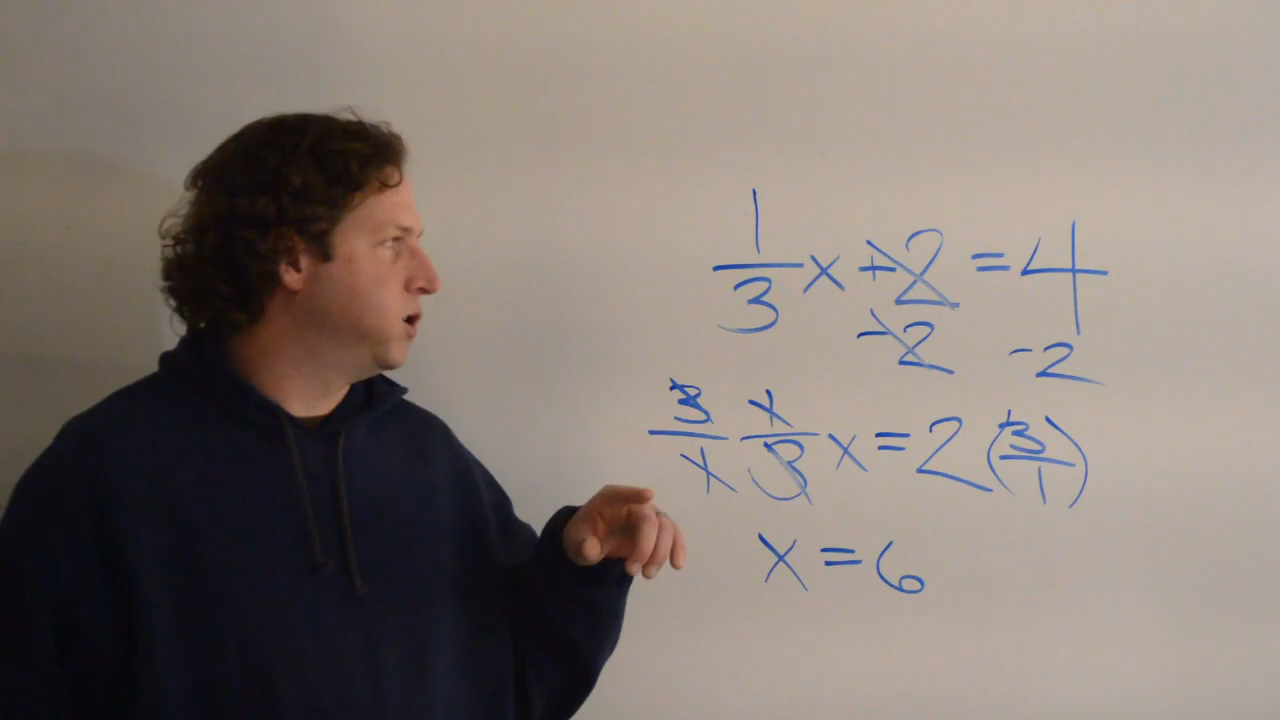 1/3 x + 2 = 4
-2 -2
3/1 1/3 x = 2 (3/1)
x = 6